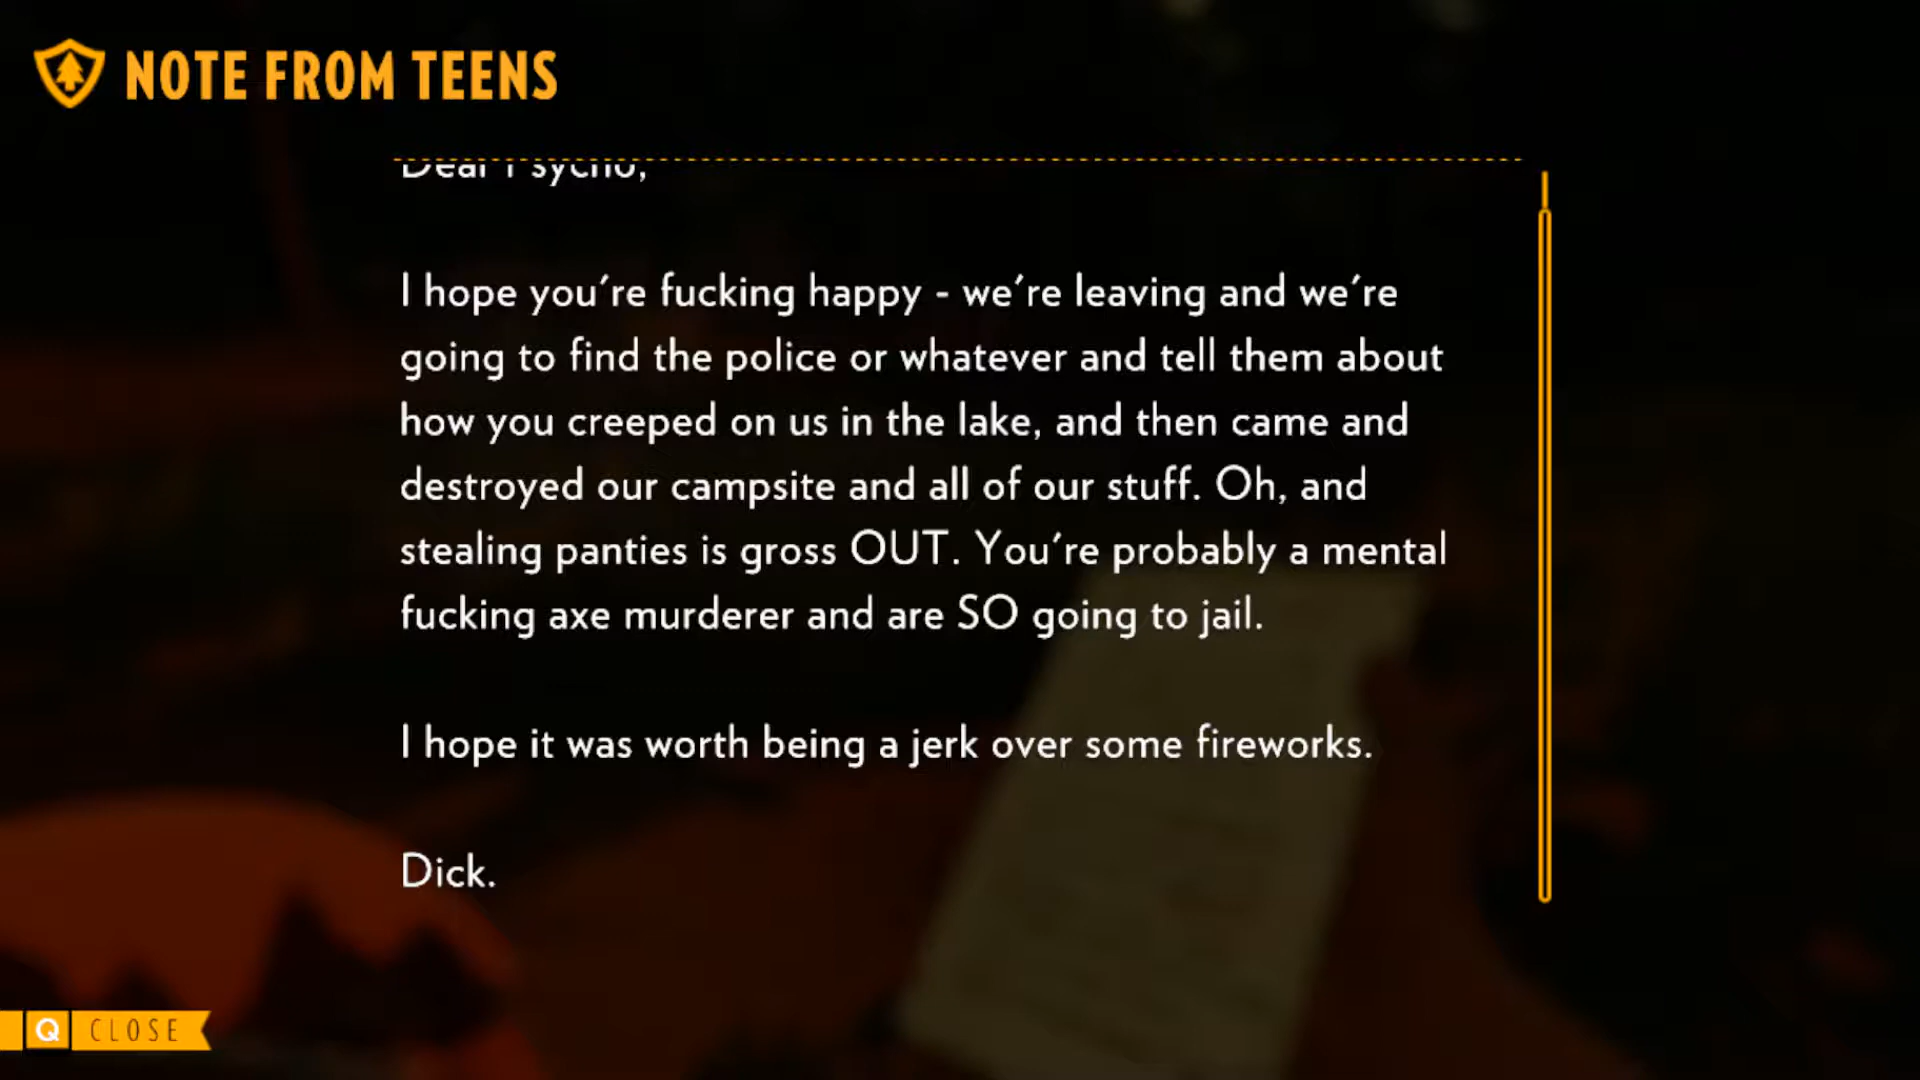 NOTE FROM TEENS
Dear Psycho,
I hope you're fucking happy - we're leaving and we're
going to find the police or whatever and tell them about
how you creeped on us in the lake, and then came and
destroyed our campsite and all of our stuff. Oh, and
stealing panties is gross OUT. You're probably a mental
fucking axe murderer and are SO going to jail.
I hope it was worth being a jerk over some fireworks.
Dick.
Q CLOSE